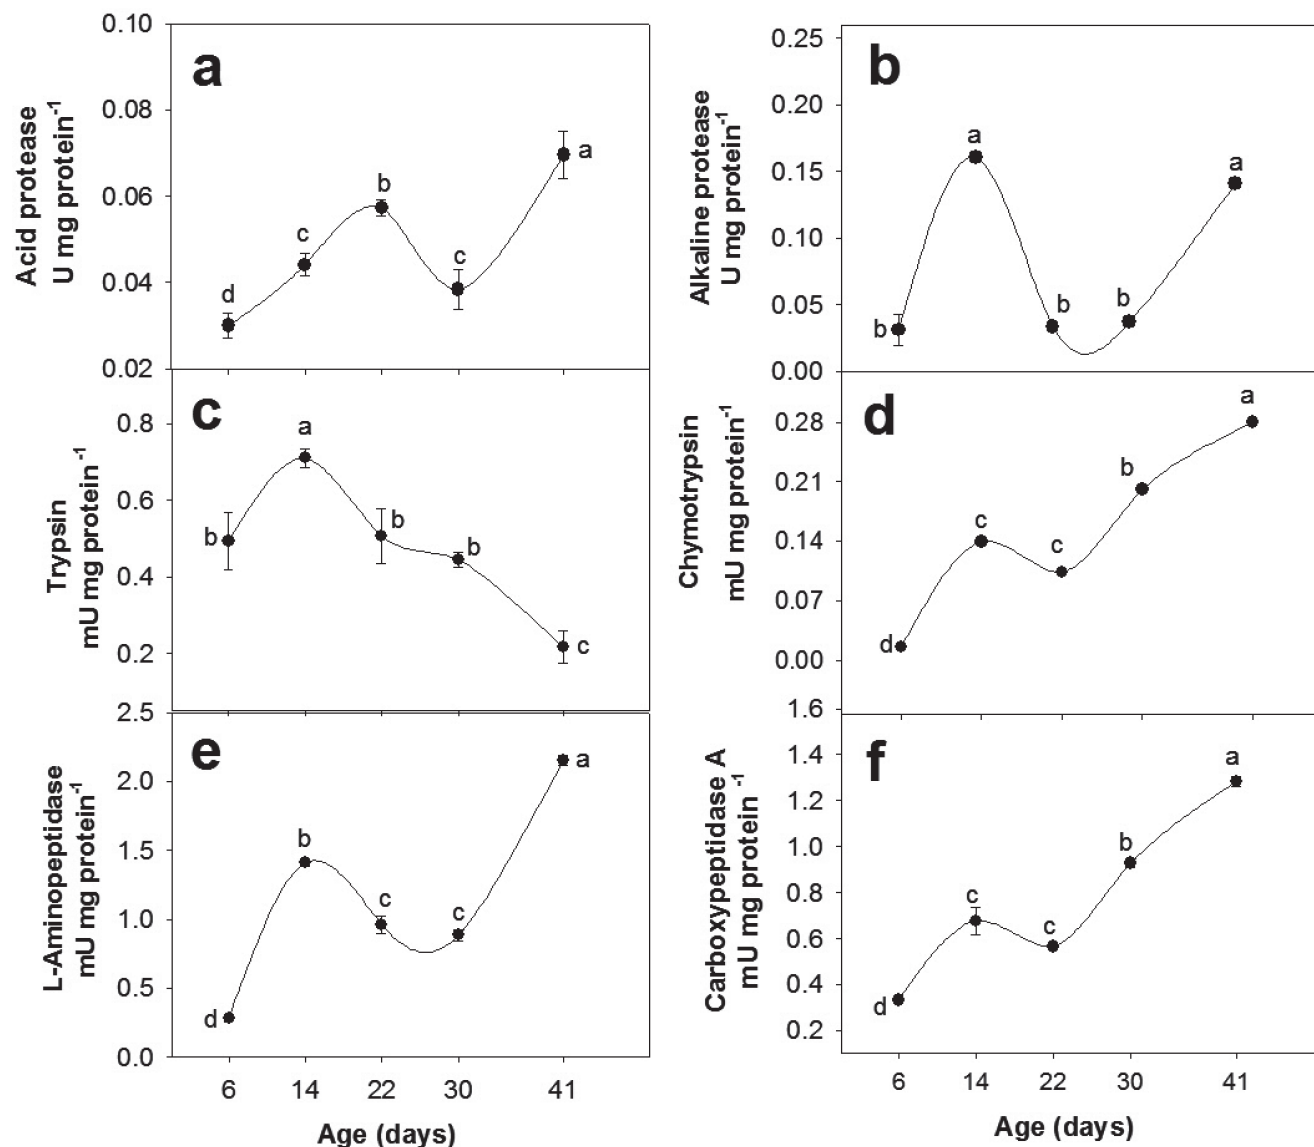 a
Acid protease
U mg protein-1
0.10
0.08
0.06
0.04
0.02
d
c
b
c
a
b
Alkaline protease
U mg protein-1
0.25
0.20
0.15
0.10
0.05
0.00
b
a
b
b
a
c
Trypsin
mU mg protein-1
0.8
0.6
0.4
0.2
b
a
b
b
c
d
Chymotrypsin
mU mg protein-1
0.28
0.21
0.14
0.07
0.00
d
c
c
b
a
e
L-Aminopeptidase
mU mg protein-1
2.5
2.0
1.5
1.0
0.5
0.0
d
b
c
c
a
6 14 22 30 41
Age (days)
f
Carboxypeptidase A
mU mg protein-1
1.6
1.4
1.2
1.0
0.8
0.6
0.4
0.2
d
c
c
b
a
6 14 22 30 41
Age (days)